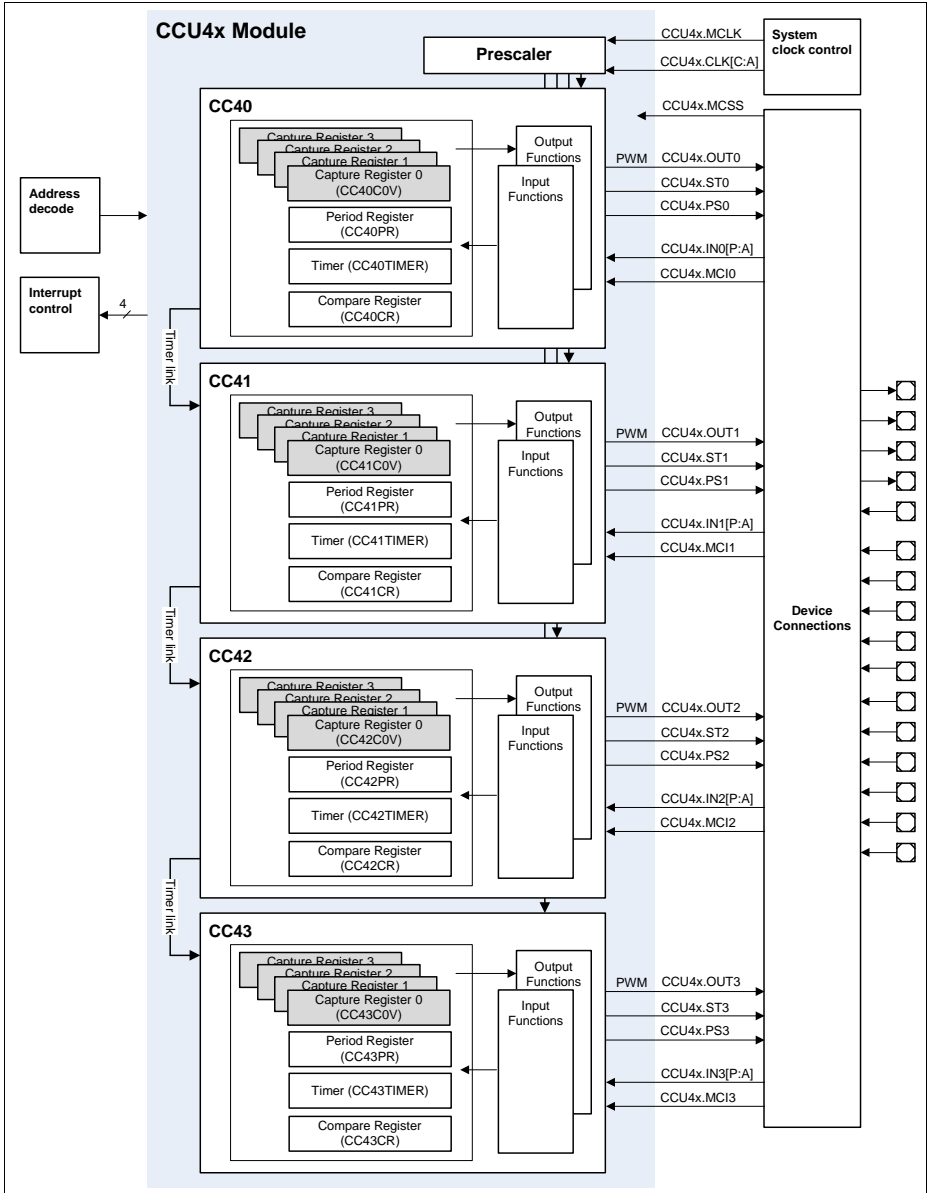 CCU4x Module
Prescaler
CCU4x.MCLK
CCU4x.CLK[C:A]
System
clock control
CCU4x.MCSS
Address
decode
Interrupt
control
4
Device
Connections
CC40
Capture Register 3
Capture Register 2
Capture Register 1
Capture Register 0
(CC40C0V)
Period Register
(CC40PR)
Timer (CC40TIMER)
Compare Register
(CC40CR)
Output
Functions
Input
Functions
PWM
CCU4x.OUT0
CCU4x.ST0
CCU4x.PS0
CCU4x.IN0[P:A]
CCU4x.MCI0
Timer link
CC41
Capture Register 3
Capture Register 2
Capture Register 1
Capture Register 0
(CC41C0V)
Period Register
(CC41PR)
Timer (CC41TIMER)
Compare Register
(CC41CR)
Output
Functions
Input
Functions
PWM
CCU4x.OUT1
CCU4x.ST1
CCU4x.PS1
CCU4x.IN1[P:A]
CCU4x.MCI1
Timer link
CC42
Capture Register 3
Capture Register 2
Capture Register 1
Capture Register 0
(CC42C0V)
Period Register
(CC42PR)
Timer (CC42TIMER)
Compare Register
(CC42CR)
Output
Functions
Input
Functions
PWM
CCU4x.OUT2
CCU4x.ST2
CCU4x.PS2
CCU4x.IN2[P:A]
CCU4x.MCI2
Timer link
CC43
Capture Register 3
Capture Register 2
Capture Register 1
Capture Register 0
(CC43C0V)
Period Register
(CC43PR)
Timer (CC43TIMER)
Compare Register
(CC43CR)
Output
Functions
Input
Functions
PWM
CCU4x.OUT3
CCU4x.ST3
CCU4x.PS3
CCU4x.IN3[P:A]
CCU4x.MCI3